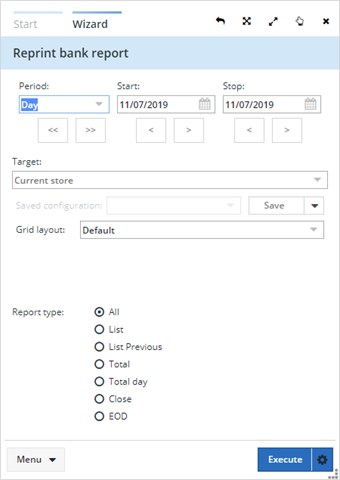 Start Wizard
Reprint bank report
Period: Start: Stop:
Day 11/07/2019 11/07/2019
<< >> < > < >
Target:
Current store
Saved configuration: Save
Grid layout: Default
Report type: All
List
List Previous
Total
Total day
Close
EOD
Menu Execute